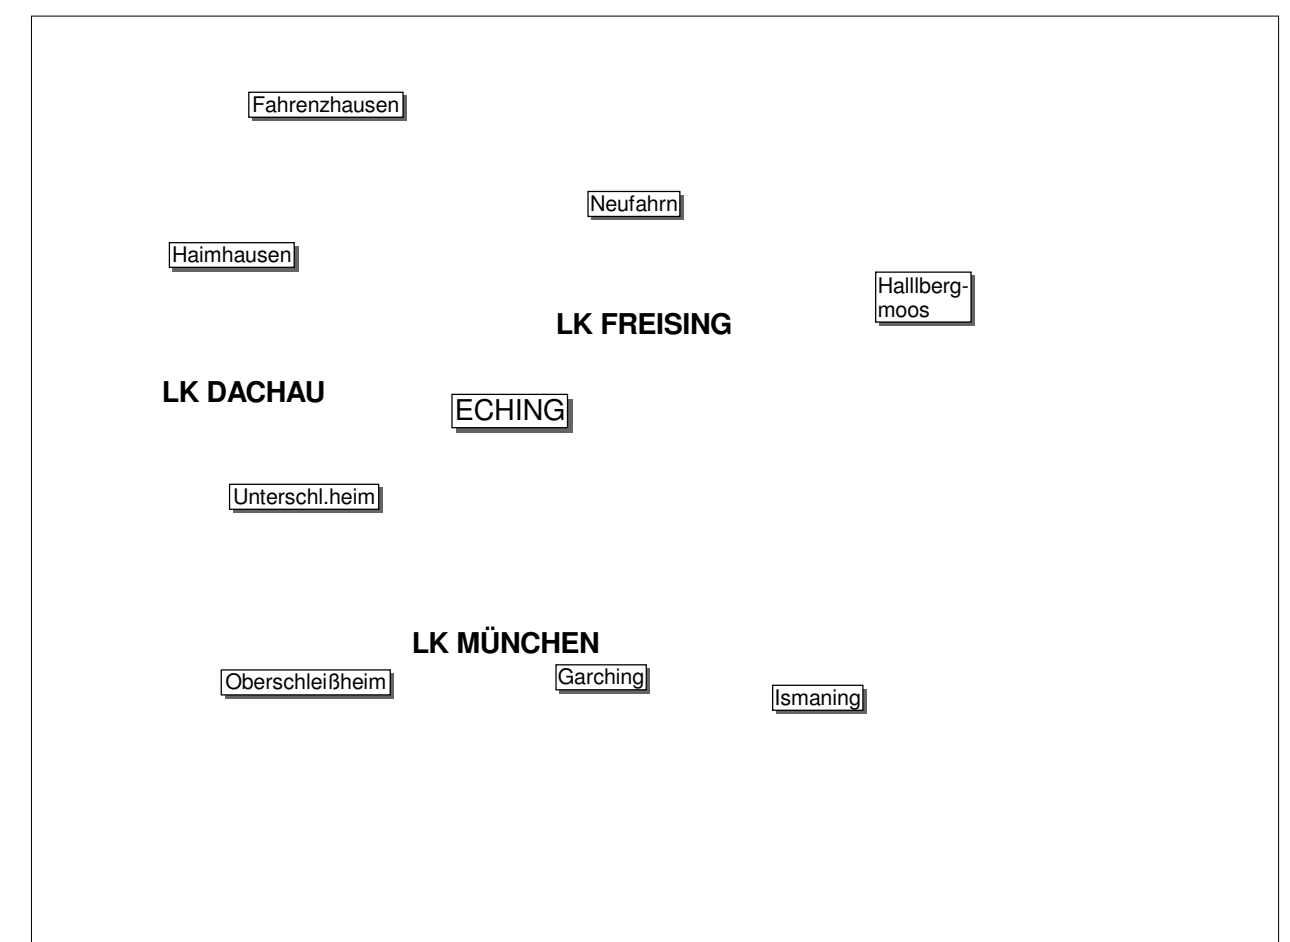 Fahrenzhausen
Neufahrn
Haimhausen
Halllberg-
moos
LK FREISING
LK DACHAU
ECHING
Unterschl.heim
LK MÜNCHEN
Oberschleißheim
Garching
Ismaning